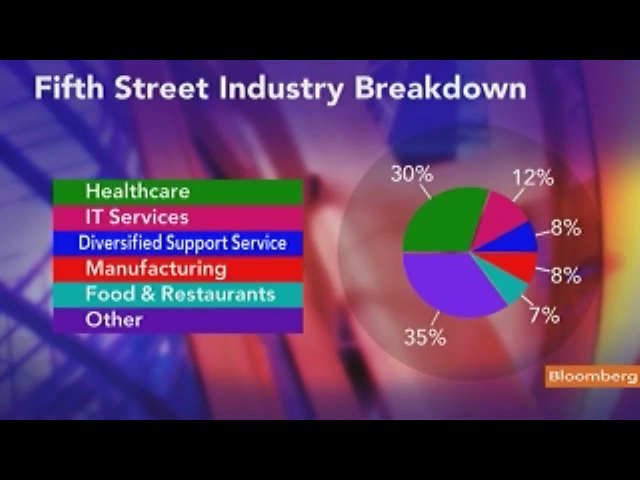 Fifth Street Industry Breakdown
Healthcare
IT Services
Diversified Support Service
Manufacturing
Food & Restaurants
Other
30%
12%
8%
8%
7%
35%
Bloomberg